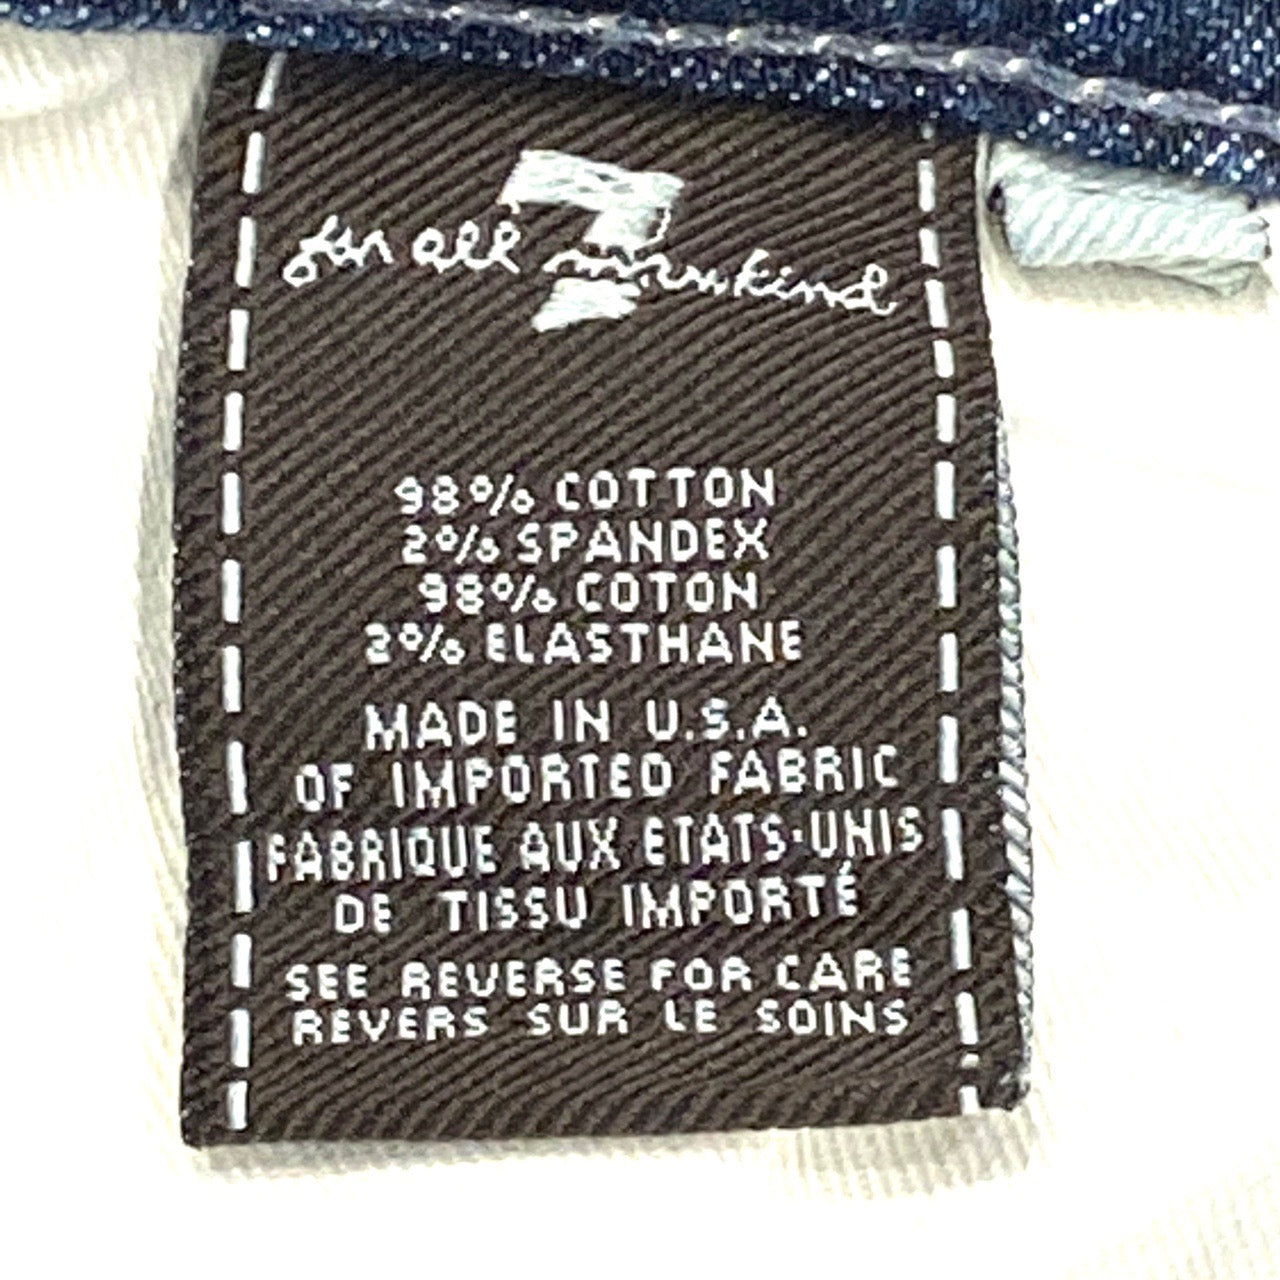 7
for all mankind
98% COTTON
2% SPANDEX
98% COTON
2% ELASTHANE
MADE IN U.S.A.
OF IMPORTED FABRIC
FABRIQUE AUX ETATS-UNIS
DE TISSU IMPORTÉ
SEE REVERSE FOR CARE
REVERS SUR LE SOINS